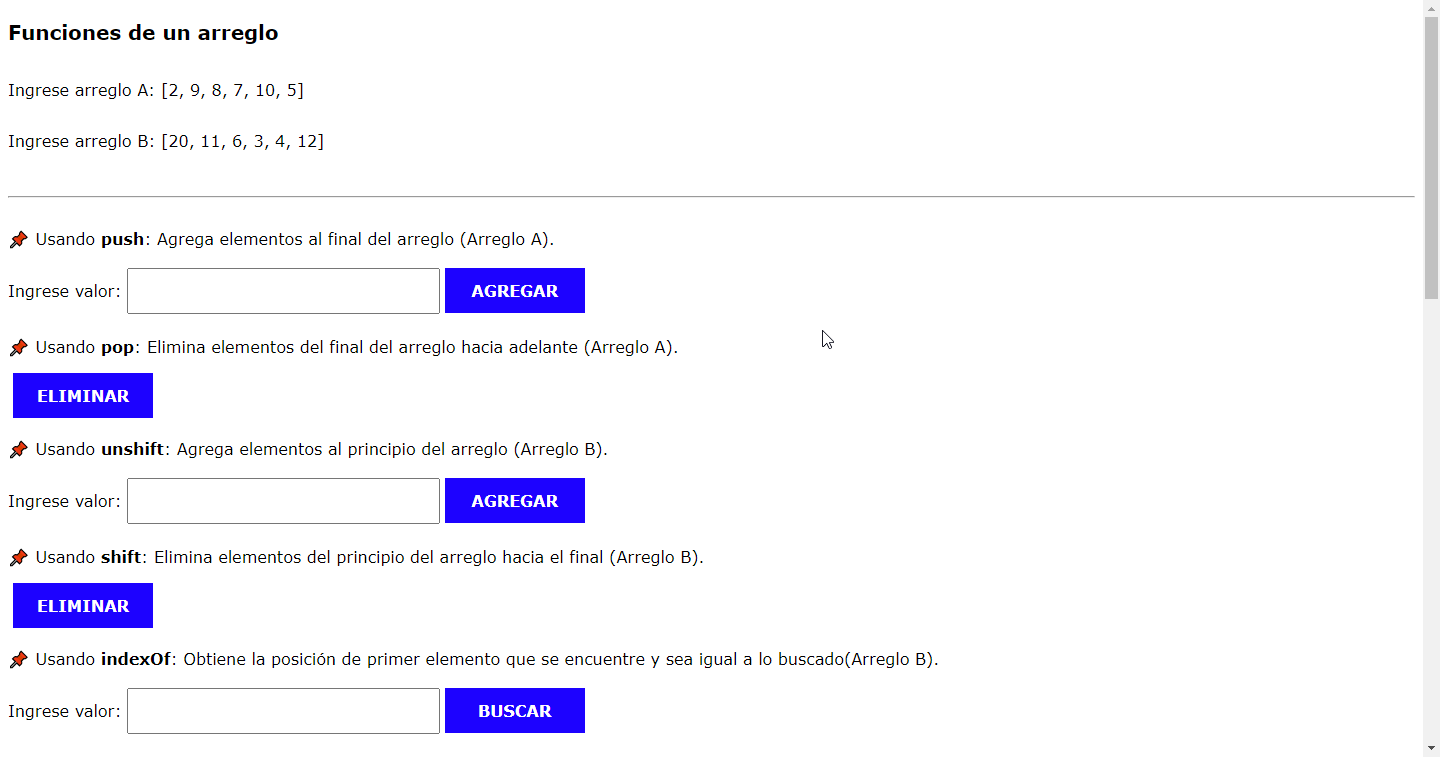 Funciones de un arreglo
Ingrese arreglo A: [2, 9, 8, 7, 10, 5]
Ingrese arreglo B: [20, 11, 6, 3, 4, 12]
Usando push: Agrega elementos al final del arreglo (Arreglo A).
Ingrese valor: AGREGAR
Usando pop: Elimina elementos del final del arreglo hacia adelante (Arreglo A).
ELIMINAR
Usando unshift: Agrega elementos al principio del arreglo (Arreglo B).
Ingrese valor: AGREGAR
Usando shift: Elimina elementos del principio del arreglo hacia el final (Arreglo B).
ELIMINAR
Usando indexOf: Obtiene la posición de primer elemento que se encuentre y sea igual a lo buscado(Arreglo B).
Ingrese valor: BUSCAR